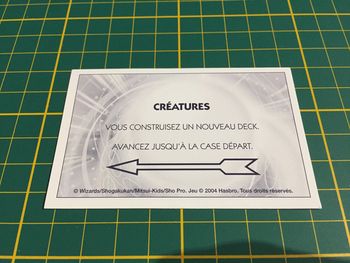 CRÉATURES
VOUS CONSTRUISEZ UN NOUVEAU DECK.
AVANCEZ JUSQU'À LA CASE DÉPART.
© Wizards/Shogakukan/Mitsui-Kids/Sho Pro. Jeu © 2004 Hasbro. Tous droits réservés.